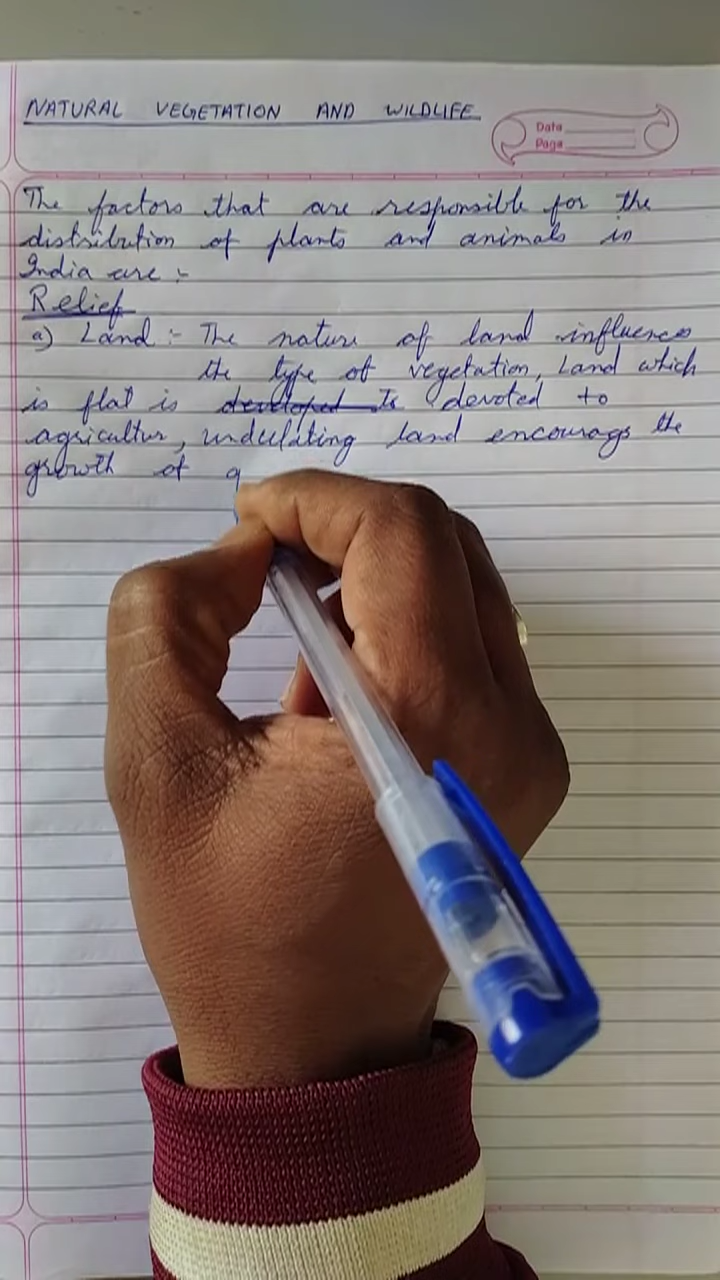 NATURAL VEGETATION AND WILDLIFE
Date
Page
The factors that are responsible for the
distribution of plants and animals in
India are :-
Relief
a) Land :- The nature of land influences
the type of vegetation, Land which
is flat is developed Is devoted to
agricultur, undulating land encourags the
growth of g